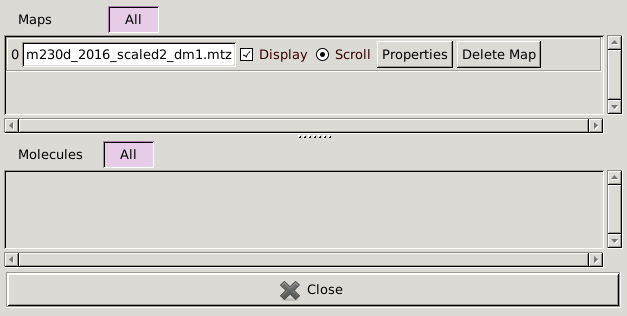 Maps All
0 m230d_2016_scaled2_dm1.mtz Display Scroll Properties Delete Map
Molecules All
Close